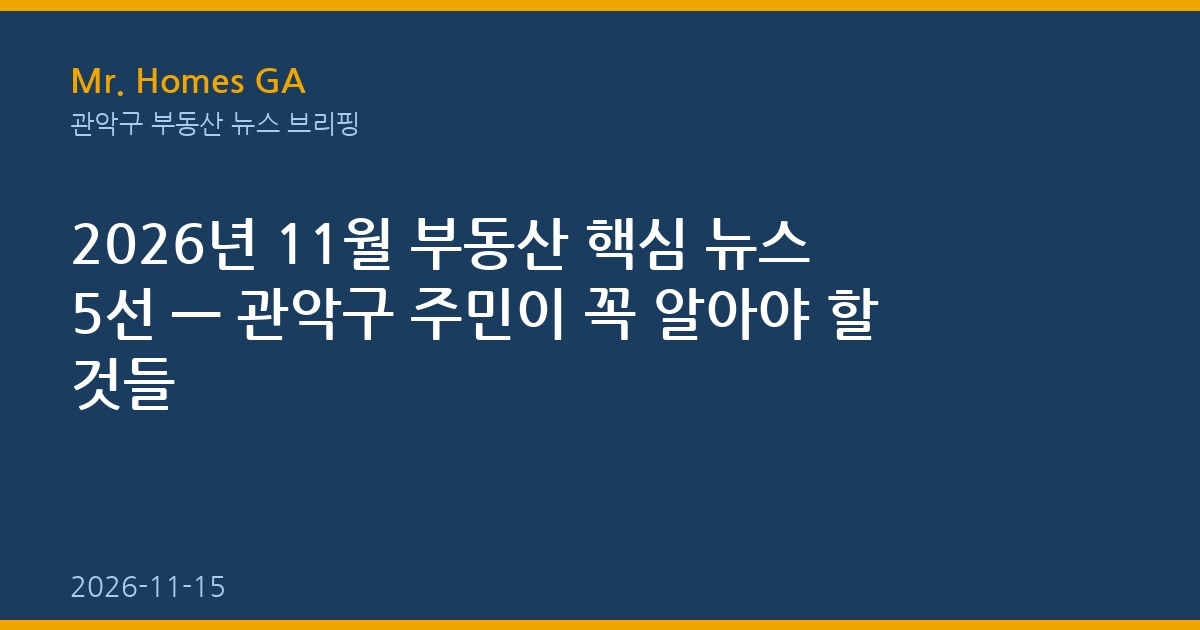 Mr. Homes GA
관악구 부동산 뉴스 브리핑
2026년 11월 부동산 핵심 뉴스
5선 — 관악구 주민이 꼭 알아야 할
것들
2026-11-15